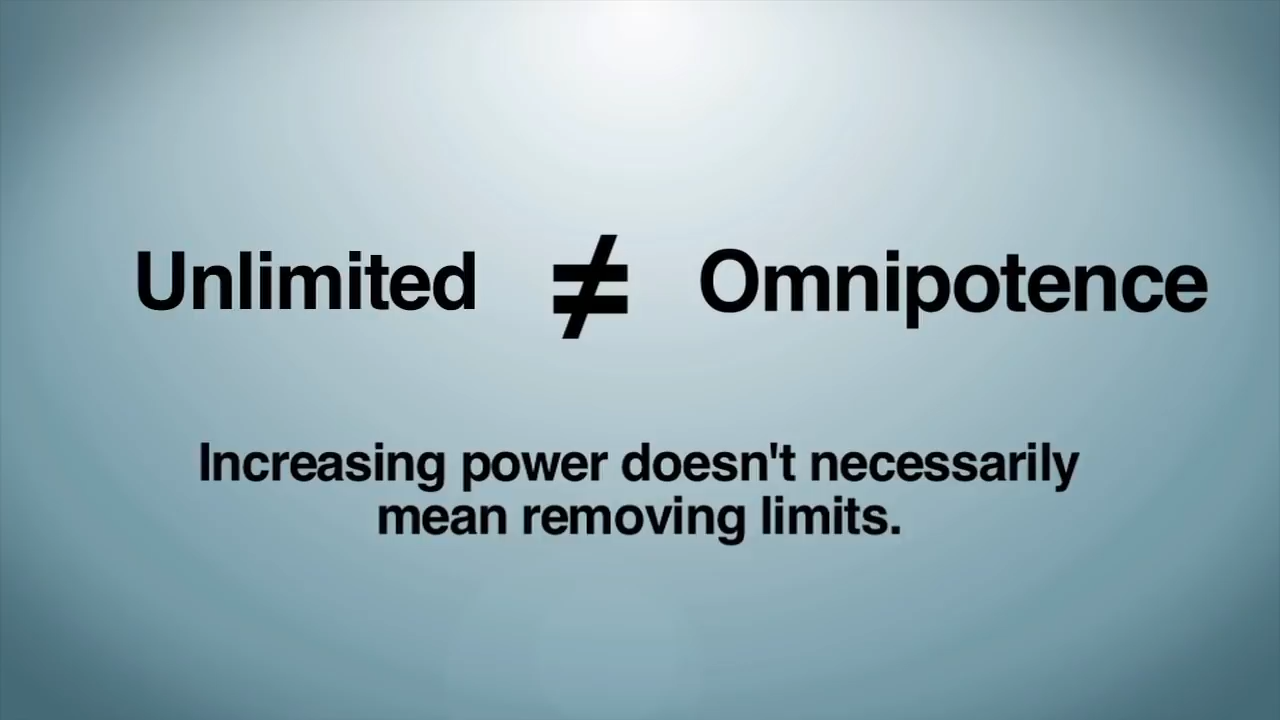 Unlimited ≠ Omnipotence
Increasing power doesn't necessarily
mean removing limits.